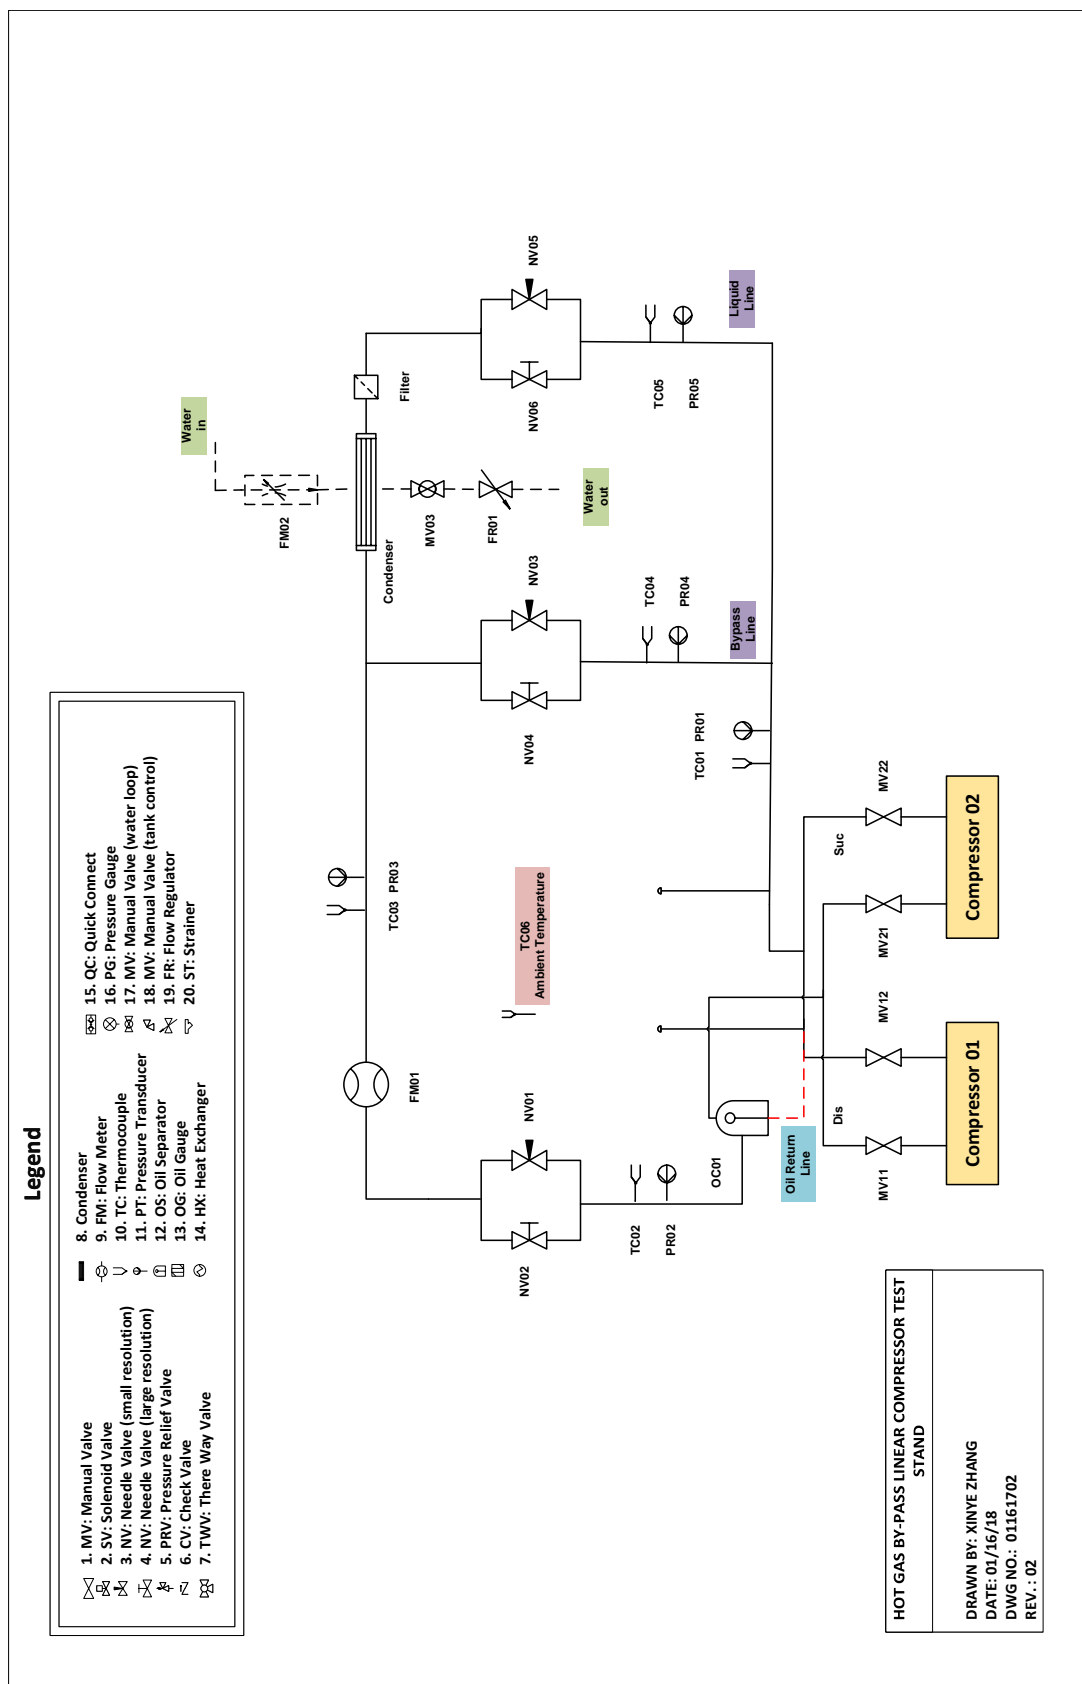 Legend
1. MV: Manual Valve
2. SV: Solenoid Valve
3. NV: Needle Valve (small resolution)
4. NV: Needle Valve (large resolution)
5. PRV: Pressure Relief Valve
6. CV: Check Valve
7. TWV: There Way Valve
8. Condenser
9. FM: Flow Meter
10. TC: Thermocouple
11. PT: Pressure Transducer
12. OS: Oil Separator
13. OG: Oil Gauge
14. HX: Heat Exchanger
15. QC: Quick Connect
16. PG: Pressure Gauge
17. MV: Manual Valve (water loop)
18. MV: Manual Valve (tank control)
19. FR: Flow Regulator
20. ST: Strainer
Water
in
FM02
Filter
Condenser
MV03
FR01
Water
out
TC03 PR03
FM01
NV01
NV02
NV03
NV04
NV05
NV06
TC06
Ambient Temperature
TC02
PR02
TC04
PR04
TC05
PR05
OC01
TC01 PR01
Bypass
Line
Liquid
Line
Oil Return
Line
Dis
Suc
MV11
MV12
MV21
MV22
Compressor 01
Compressor 02
HOT GAS BY-PASS LINEAR COMPRESSOR TEST
STAND
DRAWN BY: XINYE ZHANG
DATE: 01/16/18
DWG NO.: 01161702
REV. : 02